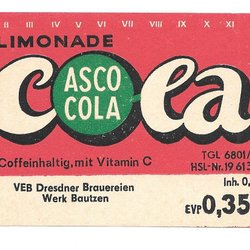 I II III IV V VI VII VIII IX X XI
LIMONADE
Cola
ASCO
COLA
Coffeinhaltig, mit Vitamin C
TGL 6801/
HSL-Nr. 19 613
VEB Dresdner Brauereien
Werk Bautzen
Inh. 0,
EVP 0,35